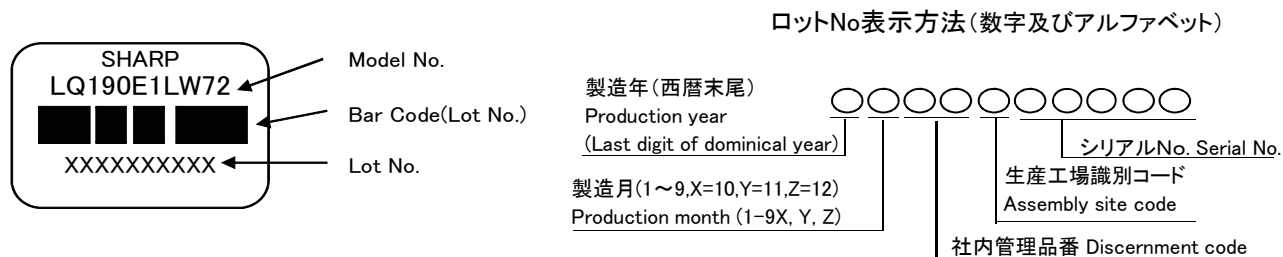 ロットNo表示方法(数字及びアルファベット)
SHARP
LQ190E1LW72
XXXXXXXXXX
Model No.
Bar Code(Lot No.)
Lot No.
製造年(西暦末尾)
Production year
(Last digit of dominical year)
製造月(1~9,X=10,Y=11,Z=12)
Production month (1-9X, Y, Z)
シリアルNo. Serial No.
生産工場識別コード
Assembly site code
社内管理品番 Discernment code